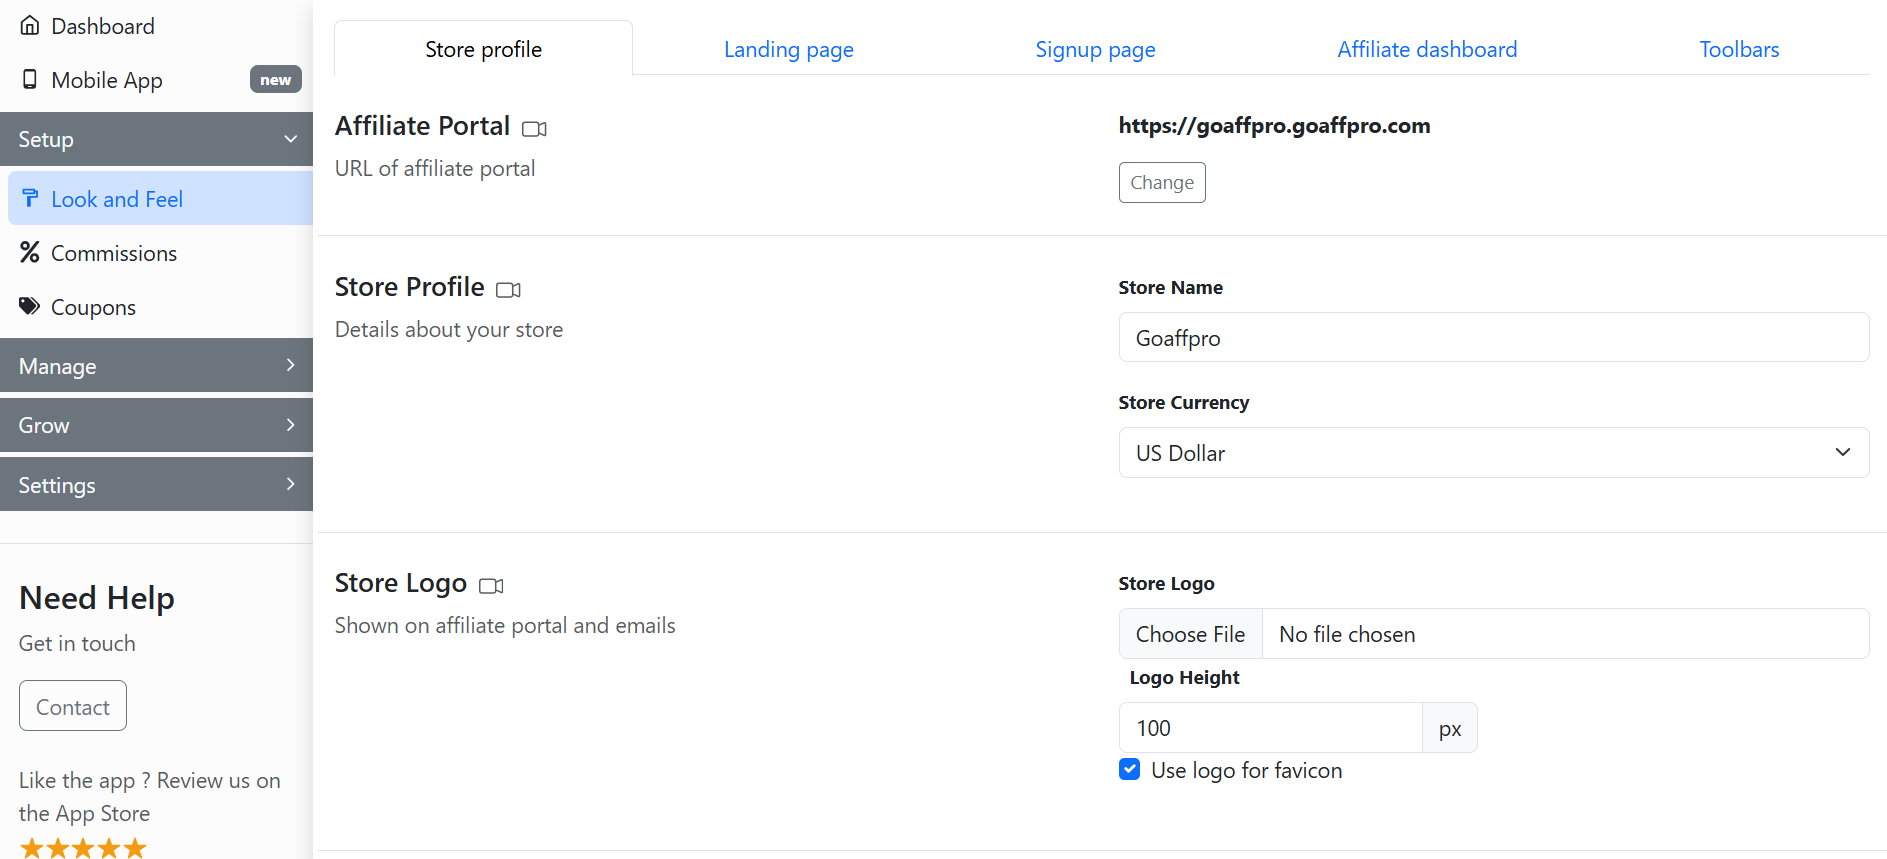 Dashboard
Mobile App new
Setup
Look and Feel
Commissions
Coupons
Manage
Grow
Settings
Need Help
Get in touch
Contact
Like the app ? Review us on
the App Store
Store profile
Landing page
Signup page
Affiliate dashboard
Toolbars
Affiliate Portal
URL of affiliate portal
https://goaffpro.goaffpro.com
Change
Store Profile
Details about your store
Store Name
Goaffpro
Store Currency
US Dollar
Store Logo
Shown on affiliate portal and emails
Store Logo
Choose File No file chosen
Logo Height
100 px
Use logo for favicon